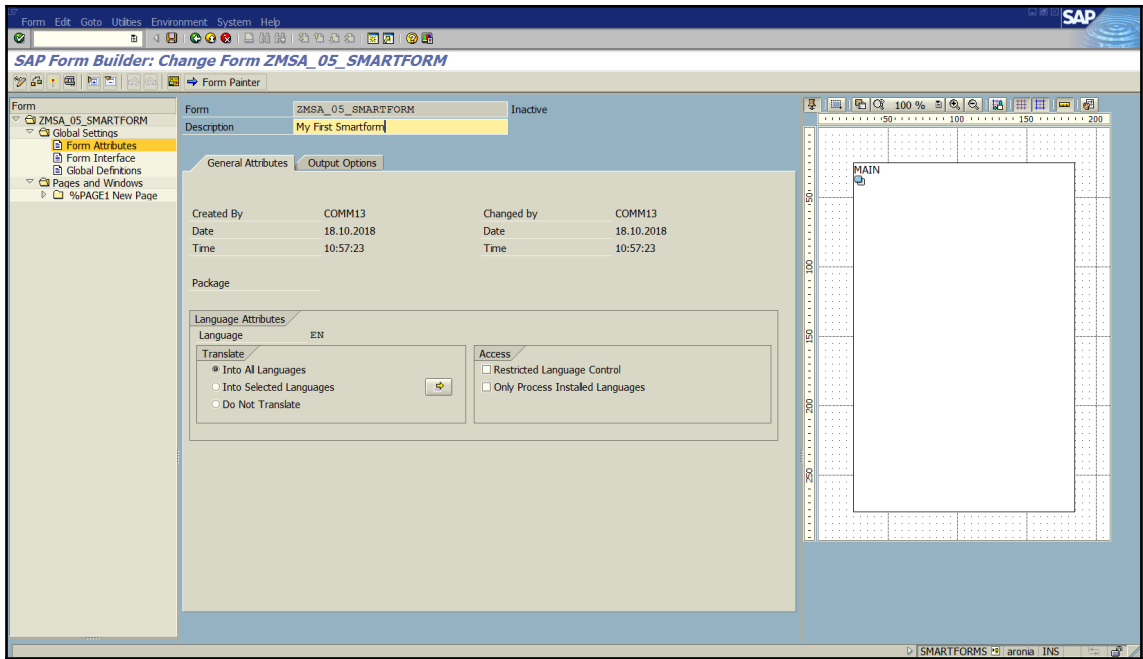 Form Edit Goto Utilities Environment System Help
SAP
SAP Form Builder: Change Form ZMSA_05_SMARTFORM
Form Painter
Form
ZMSA_05_SMARTFORM
Global Settings
Form Attributes
Form Interface
Global Definitions
Pages and Windows
%PAGE1 New Page
Form ZMSA_05_SMARTFORM Inactive
Description My First Smartform
General Attributes Output Options
Created By COMM13 Changed by COMM13
Date 18.10.2018 Date 18.10.2018
Time 10:57:23 Time 10:57:23
Package
Language Attributes
Language EN
Translate
Into All Languages
Into Selected Languages
Do Not Translate
Access
Restricted Language Control
Only Process Installed Languages
100 %
50 100 150 200
MAIN
50
100
150
200
250
SMARTFORMS aronia INS